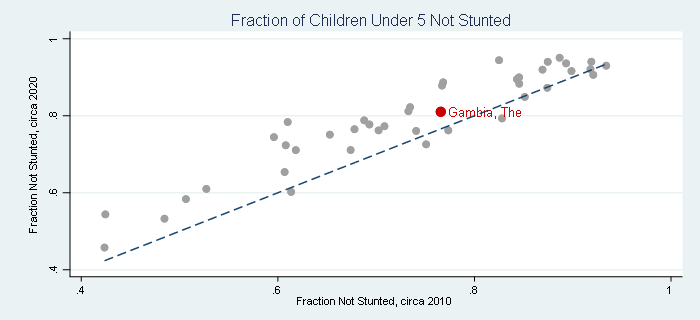 Fraction of Children Under 5 Not Stunted
Fraction Not Stunted, circa 2020
1
.8
.6
.4
Gambia, The
.4 .6 .8 1
Fraction Not Stunted, circa 2010